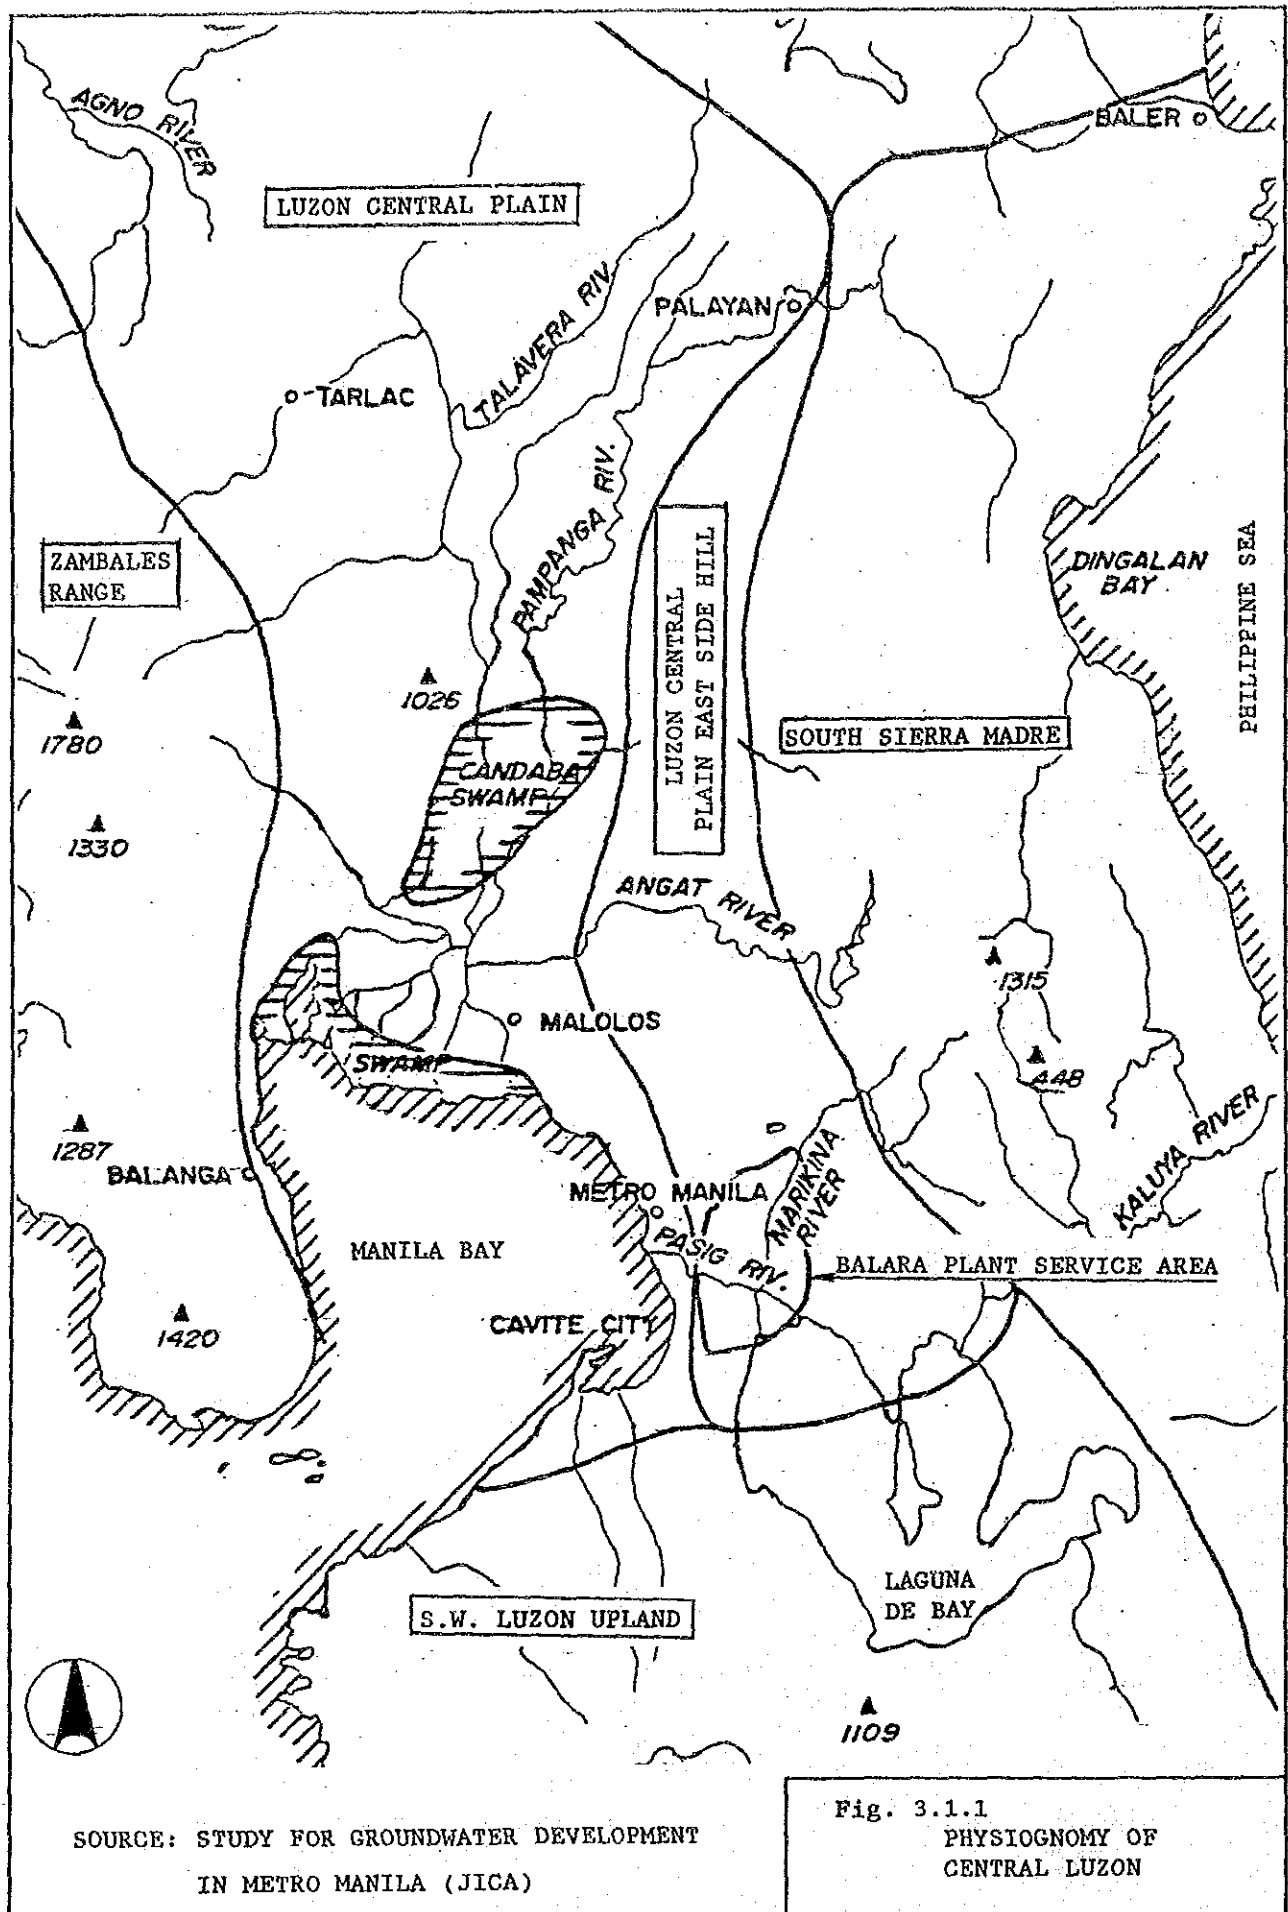 AGNO RIVER
BALER
LUZON CENTRAL PLAIN
TALAVERA RIV.
PALAYAN
TARLAC
PAMPANGA RIV.
ZAMBALES
RANGE
LUZON CENTRAL
PLAIN EAST SIDE HILL
DINGALAN
BAY
PHILIPPINE SEA
1026
1780
SOUTH SIERRA MADRE
CANDABA
SWAMP
1330
ANGAT RIVER
1315
MALOLOS
SWAMP
448
1287
BALANGA
METRO MANILA
MARIKINA
RIVER
KALUYA RIVER
MANILA BAY
PASIG RIV.
BALARA PLANT SERVICE AREA
1420
CAVITE CITY
LAGUNA
DE BAY
S.W. LUZON UPLAND
1109
SOURCE: STUDY FOR GROUNDWATER DEVELOPMENT
IN METRO MANILA (JICA)
Fig. 3.1.1
PHYSIOGNOMY OF
CENTRAL LUZON